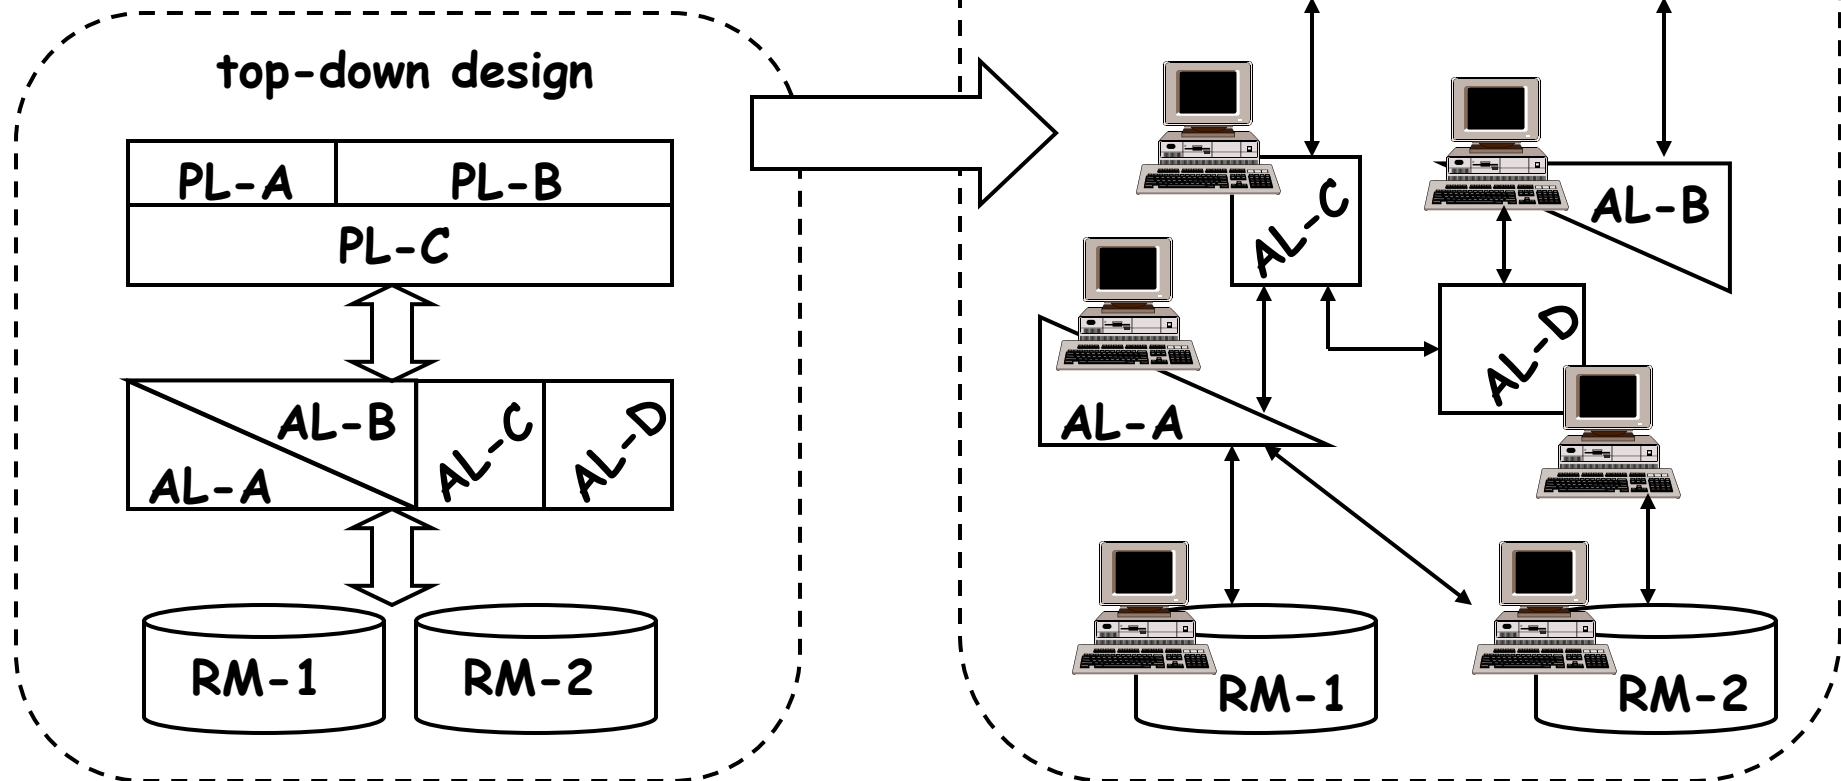 top-down design
PL-A PL-B
PL-C
AL-B
AL-A
AL-C
AL-D
RM-1 RM-2
AL-C
AL-B
AL-D
AL-A
RM-1 RM-2